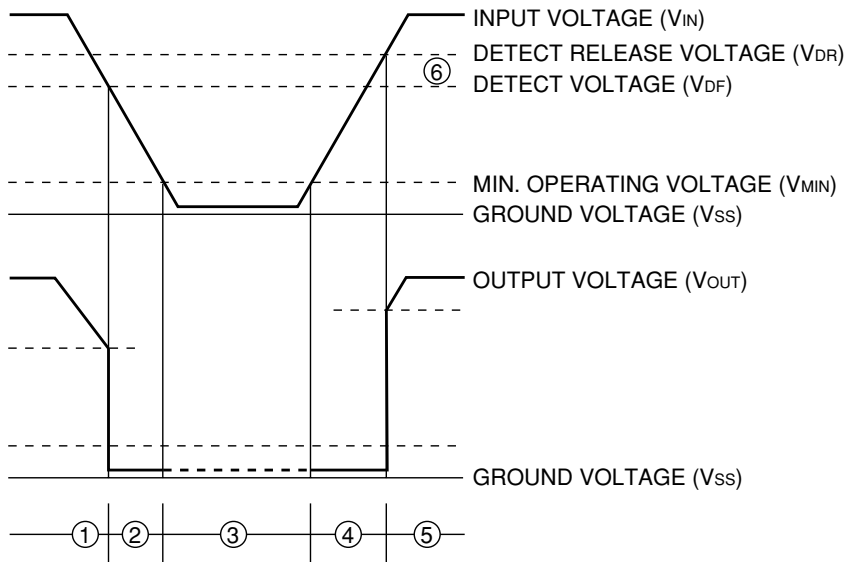 INPUT VOLTAGE (VIN)
DETECT RELEASE VOLTAGE (VDR)
⑥
DETECT VOLTAGE (VDF)
MIN. OPERATING VOLTAGE (VMIN)
GROUND VOLTAGE (VSS)
OUTPUT VOLTAGE (VOUT)
GROUND VOLTAGE (VSS)
① ② ③ ④ ⑤